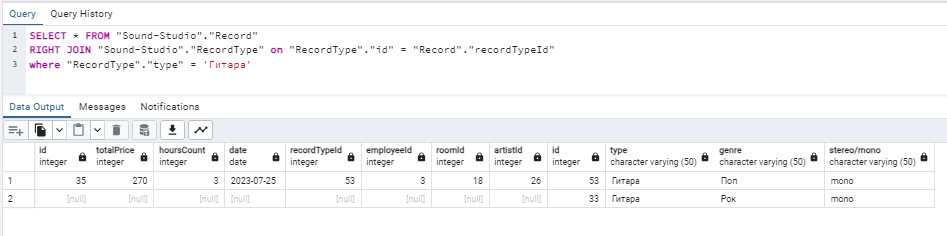 Query Query History
1 SELECT * FROM "Sound-Studio"."Record"
2 RIGHT JOIN "Sound-Studio"."RecordType" on "RecordType"."id" = "Record"."recordTypeId"
3 where "RecordType"."type" = 'Гитара'
Data Output Messages Notifications
id totalPrice hoursCount date recordTypeId employeeId roomId artistId id type genre stereo/mono
integer integer integer date integer integer integer integer integer character varying (50) character varying (50) character varying (50)
1 35 270 3 2023-07-25 53 3 18 26 53 Гитара Поп mono
2 [null] [null] [null] [null] [null] [null] [null] [null] 33 Гитара Рок mono